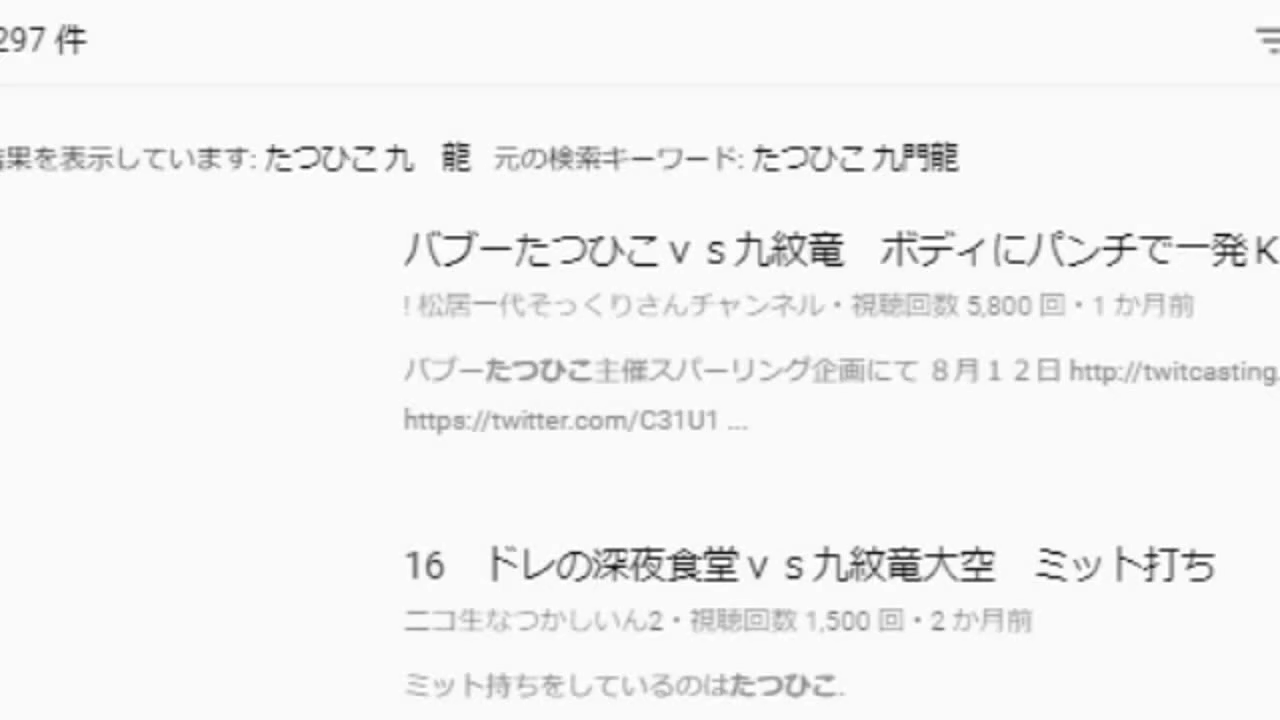 297 件
結果を表示しています: たつひこ 九　龍 元の検索キーワード: たつひこ 九門龍
バブーたつひこｖｓ九紋竜　ボディにパンチで一発K
! 松居一代そっくりさんチャンネル・視聴回数 5,800 回・1 か月前
バブーたつひこ主催スパーリング企画にて ８月１２日 http://twitcasting.
https://twitter.com/C31U1 ...
16　ドレの深夜食堂ｖｓ九紋竜大空　ミット打ち
ニコ生なつかしいん2・視聴回数 1,500 回・2 か月前
ミット持ちをしているのはたつひこ.